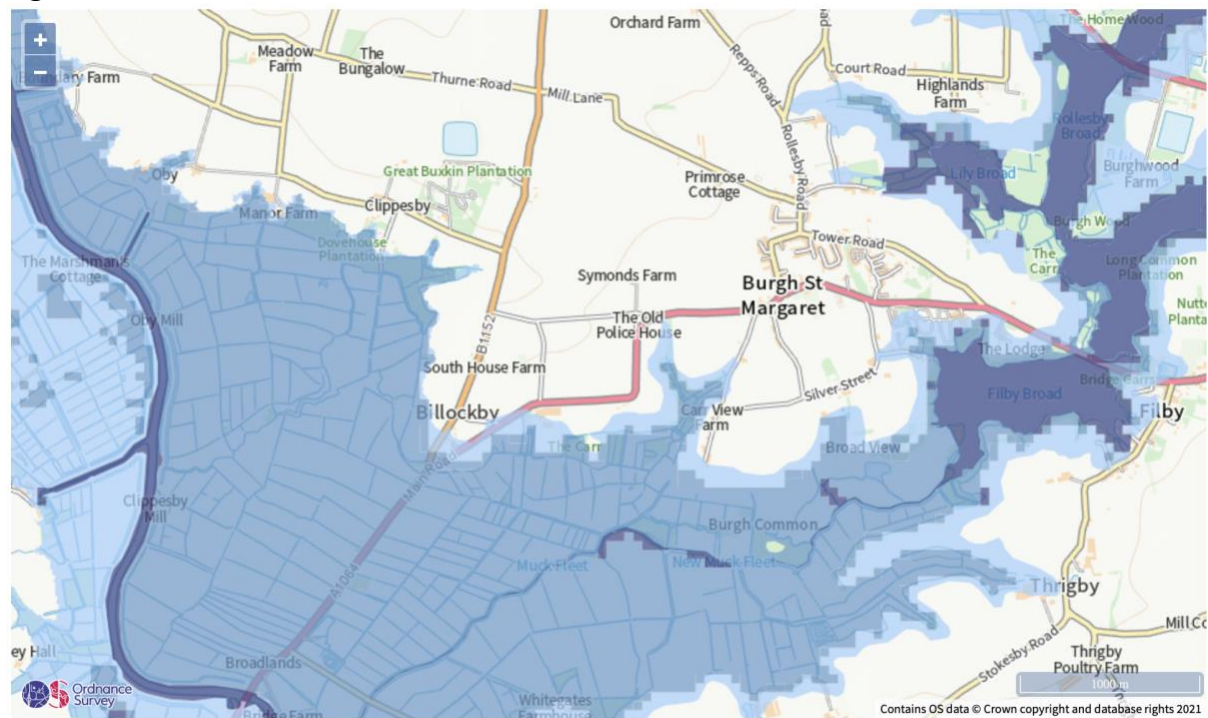 Orchard Farm
The Home Wood
+
−
Meadow
Farm
The
Bungalow
Thurne Road
Mill Lane
Repps Road
Court Road
Highlands
Farm
Rollesby
Broad
Rollesby Road
Oby
Great Buxkin Plantation
Primrose
Cottage
Lily Broad
Burghwood
Farm
Manor Farm
Clippesby
Burgh Wood
Dovehouse
Plantation
Tower Road
The Marshman's
Cottage
Symonds Farm
Burgh St
Margaret
The
Carr
Long Common
Plantation
Oby Mill
B1152
The Old
Police House
The Lodge
South House Farm
Silver Street
Filby Broad
Bridge Carrs
Billockby
Carr View
Farm
Filby
The Carr
Broad View
Main Road
Clippesby
Mill
Burgh Common
Muck Fleet
New Muck Fleet
A1064
Thrigby
Stokesby Road
Broadlands
Thrigby
Poultry Farm
Ordnance
Survey
Whitegates
Farmhouse
1000 m
Bridge Farm
Contains OS data © Crown copyright and database rights 2021